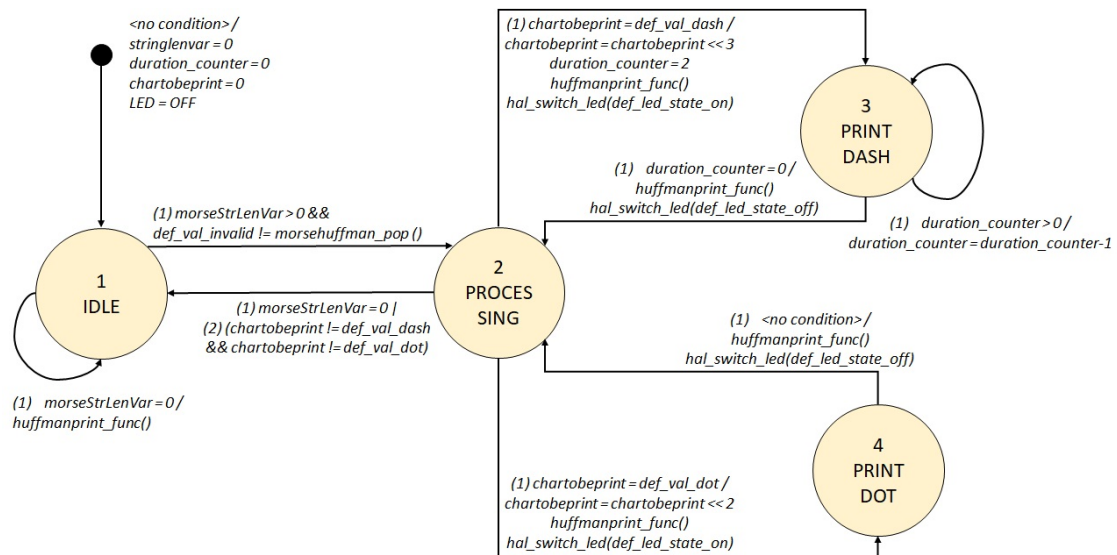 <no condition> /
stringlenvar = 0
duration_counter = 0
chartobeprint = 0
LED = OFF
(1) chartobeprint = def_val_dash /
chartobeprint = chartobeprint << 3
duration_counter = 2
huffmanprint_func()
hal_switch_led(def_led_state_on)
3
PRINT
DASH
(1) duration_counter = 0 /
huffmanprint_func()
hal_switch_led(def_led_state_off)
(1) duration_counter > 0 /
duration_counter = duration_counter-1
(1) morseStrLenVar > 0 &&
def_val_invalid != morsehuffman_pop ()
1
IDLE
2
PROCES
SING
(1) morseStrLenVar = 0 |
(2) (chartobeprint != def_val_dash
&& chartobeprint != def_val_dot)
(1) morseStrLenVar = 0 /
huffmanprint_func()
(1) <no condition> /
huffmanprint_func()
hal_switch_led(def_led_state_off)
4
PRINT
DOT
(1) chartobeprint = def_val_dot /
chartobeprint = chartobeprint << 2
huffmanprint_func()
hal_switch_led(def_led_state_on)